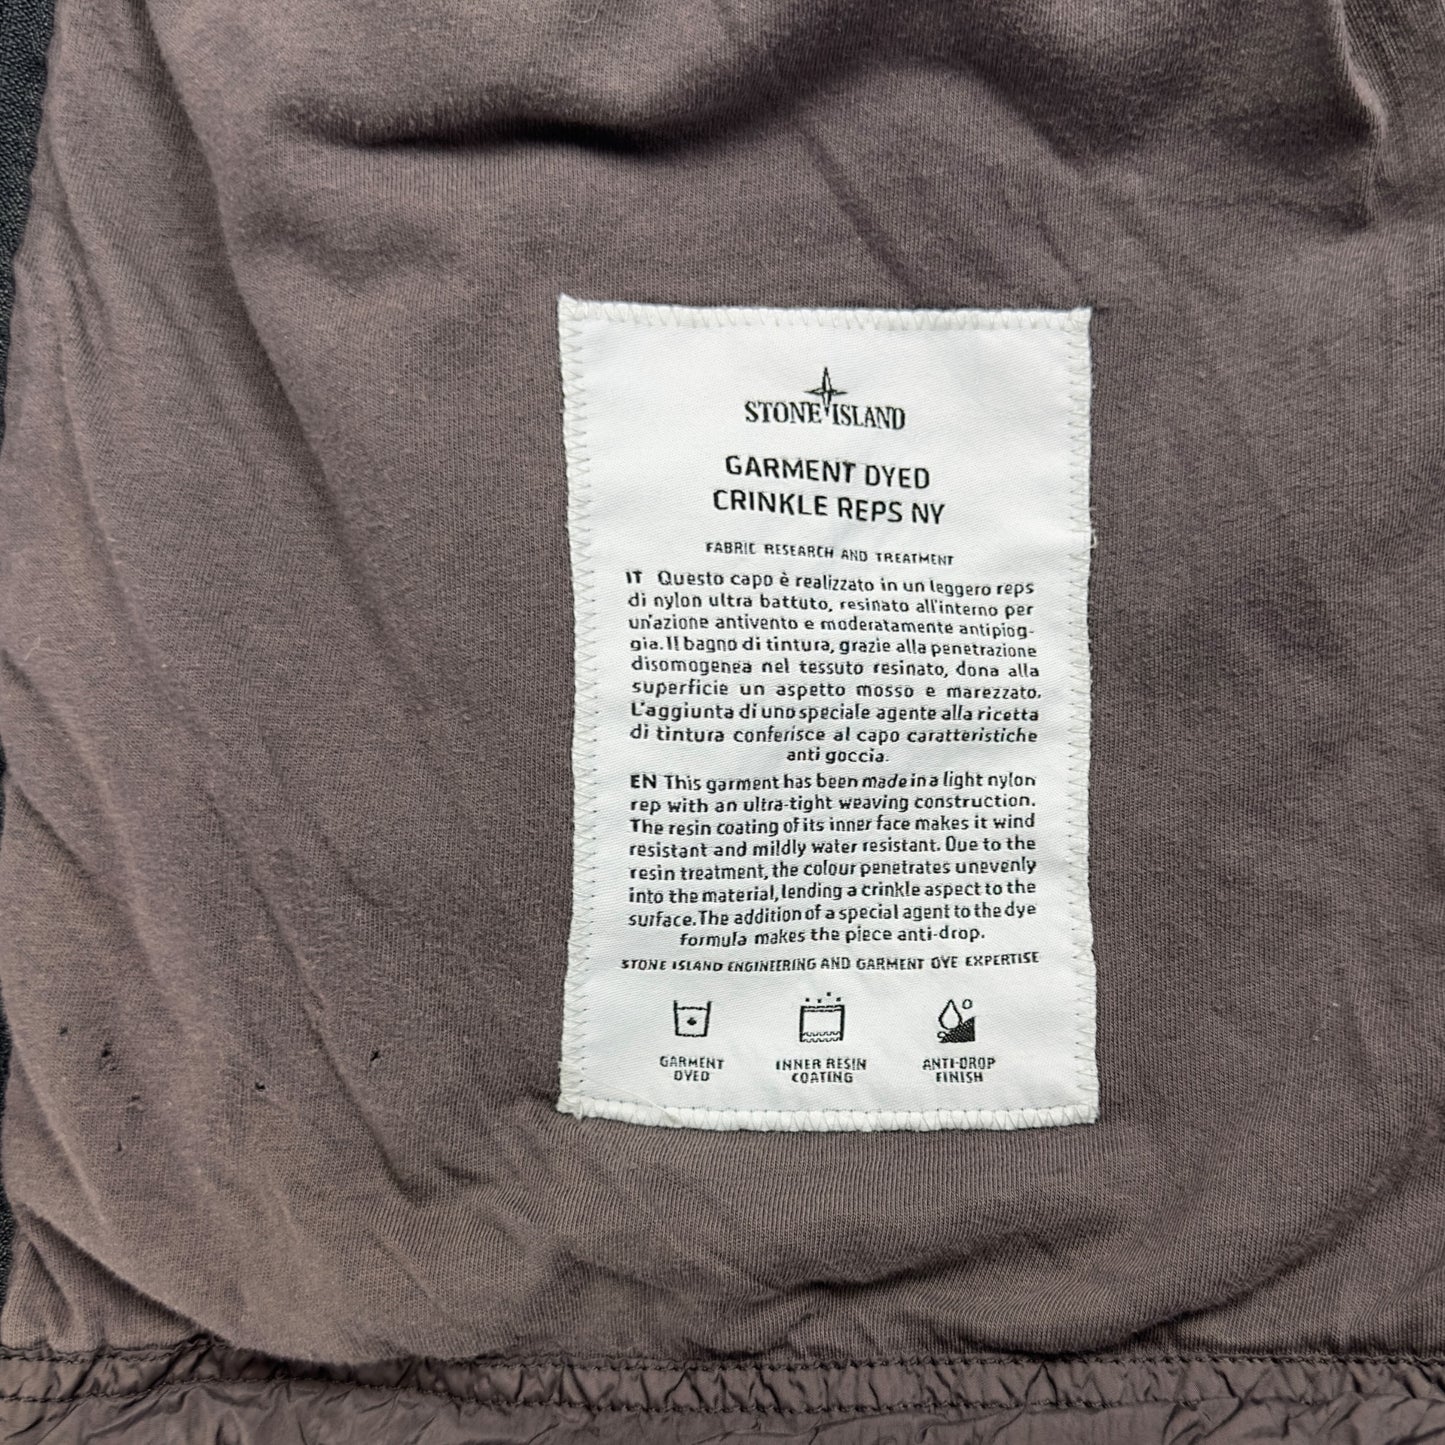 STONE ISLAND
GARMENT DYED
CRINKLE REPS NY
FABRIC RESEARCH AND TREATMENT
IT Questo capo è realizzato in un leggero reps
di nylon ultra battuto, resinato all'interno per
un'azione antivento e moderatamente antipiog-
gia. Il bagno di tintura, grazie alla penetrazione
disomogenea nel tessuto resinato, dona alla
superficie un aspetto mosso e marezzato.
L'aggiunta di uno speciale agente alla ricetta
di tintura conferisce al capo caratteristiche
anti goccia.
EN This garment has been made in a light nylon
rep with an ultra-tight weaving construction.
The resin coating of its inner face makes it wind
resistant and mildly water resistant. Due to the
resin treatment, the colour penetrates unevenly
into the material, lending a crinkle aspect to the
surface. The addition of a special agent to the dye
formula makes the piece anti-drop.
STONE ISLAND ENGINEERING AND GARMENT DYE EXPERTISE
GARMENT
DYED
INNER RESIN
COATING
ANTI-DROP
FINISH